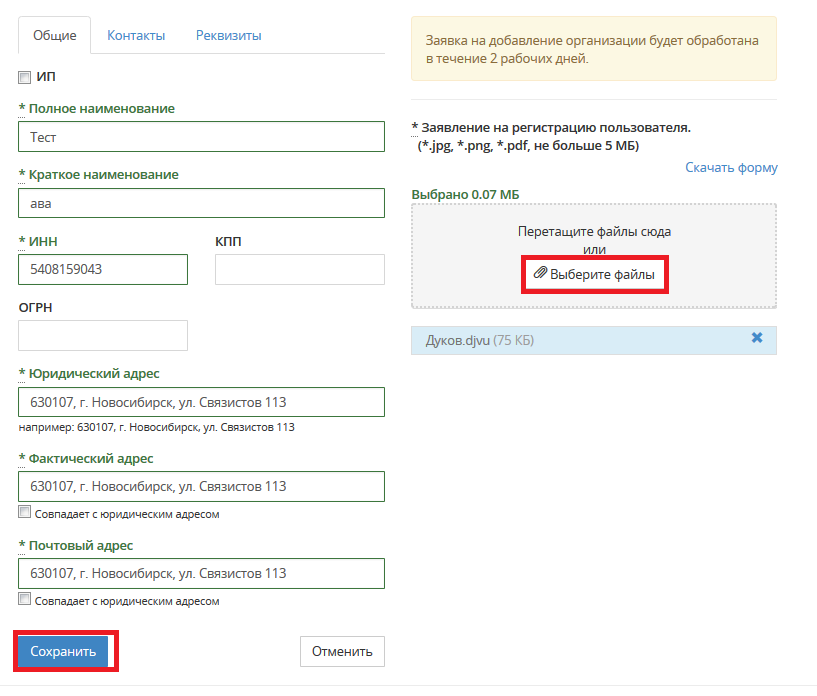 Общие Контакты Реквизиты
ИП
* Полное наименование
Тест
* Краткое наименование
ава
* ИНН КПП
5408159043
ОГРН
* Юридический адрес
630107, г. Новосибирск, ул. Связистов 113
например: 630107, г. Новосибирск, ул. Связистов 113
* Фактический адрес
630107, г. Новосибирск, ул. Связистов 113
Совпадает с юридическим адресом
* Почтовый адрес
630107, г. Новосибирск, ул. Связистов 113
Совпадает с юридическим адресом
Сохранить Отменить
Заявка на добавление организации будет обработана
в течение 2 рабочих дней.
* Заявление на регистрацию пользователя.
(*.jpg, *.png, *.pdf, не больше 5 МБ)
Скачать форму
Выбрано 0.07 МБ
Перетащите файлы сюда
или
Выберите файлы
Дуков.djvu (75 КБ)